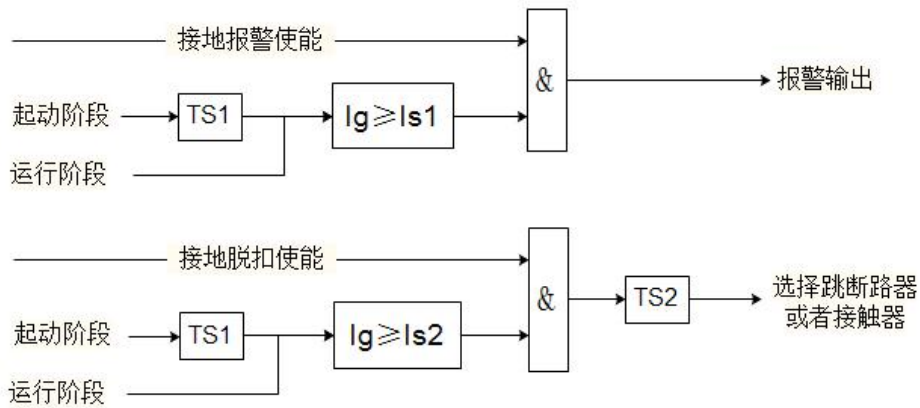 接地报警使能
&
报警输出
起动阶段
TS1
Ig≥Is1
运行阶段
接地脱扣使能
&
TS2
选择跳断路器
或者接触器
起动阶段
TS1
Ig≥Is2
运行阶段